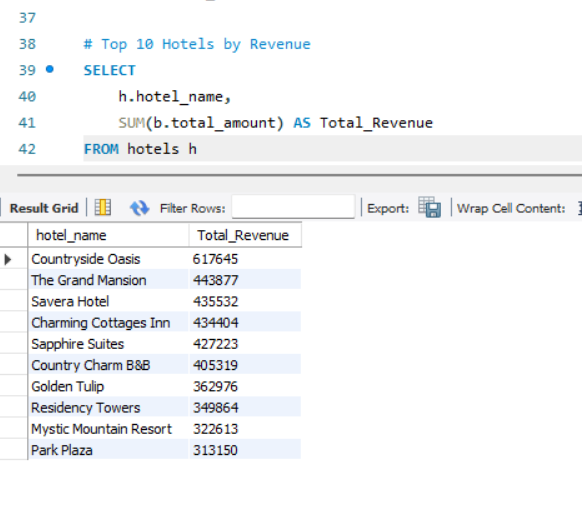 37
38 # Top 10 Hotels by Revenue
39 SELECT
40 h.hotel_name,
41 SUM(b.total_amount) AS Total_Revenue
42 FROM hotels h
Result Grid Filter Rows: Export: Wrap Cell Content:
hotel_name Total_Revenue
Countryside Oasis 617645
The Grand Mansion 443877
Savera Hotel 435532
Charming Cottages Inn 434404
Sapphire Suites 427223
Country Charm B&B 405319
Golden Tulip 362976
Residency Towers 349864
Mystic Mountain Resort 322613
Park Plaza 313150